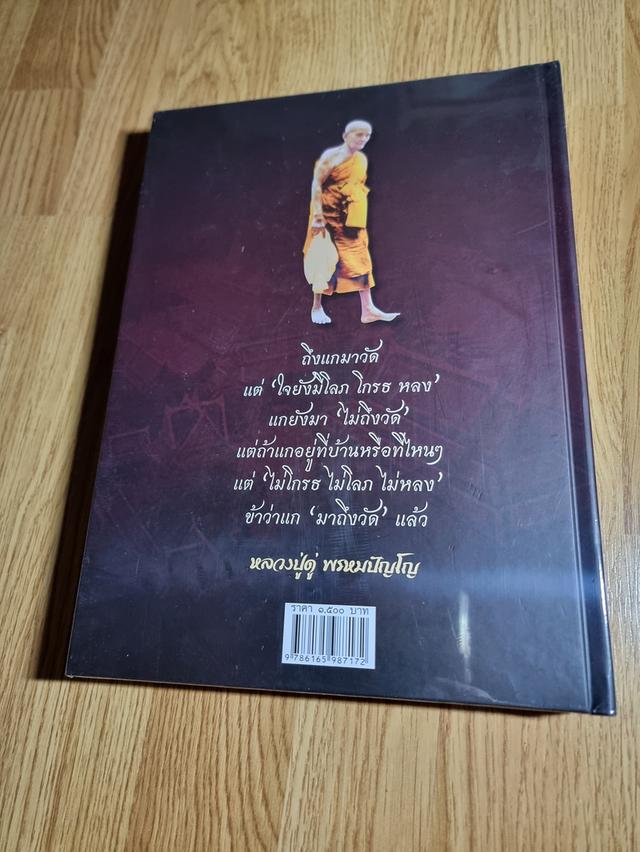 ถึงแกมาวัด
แต่ 'ใจยังมีโลภ โกรธ หลง'
แกยังมา 'ไม่ถึงวัด'
แต่ถ้าแกอยู่ที่บ้านหรือที่ไหนๆ
แต่ 'ไม่โกรธ ไม่โลภ ไม่หลง'
ข้าว่าแก 'มาถึงวัด' แล้ว
หลวงปู่ดู่ พรหมปัญโญ
ราคา ๑,๕๐๐ บาท
9 786165 987172